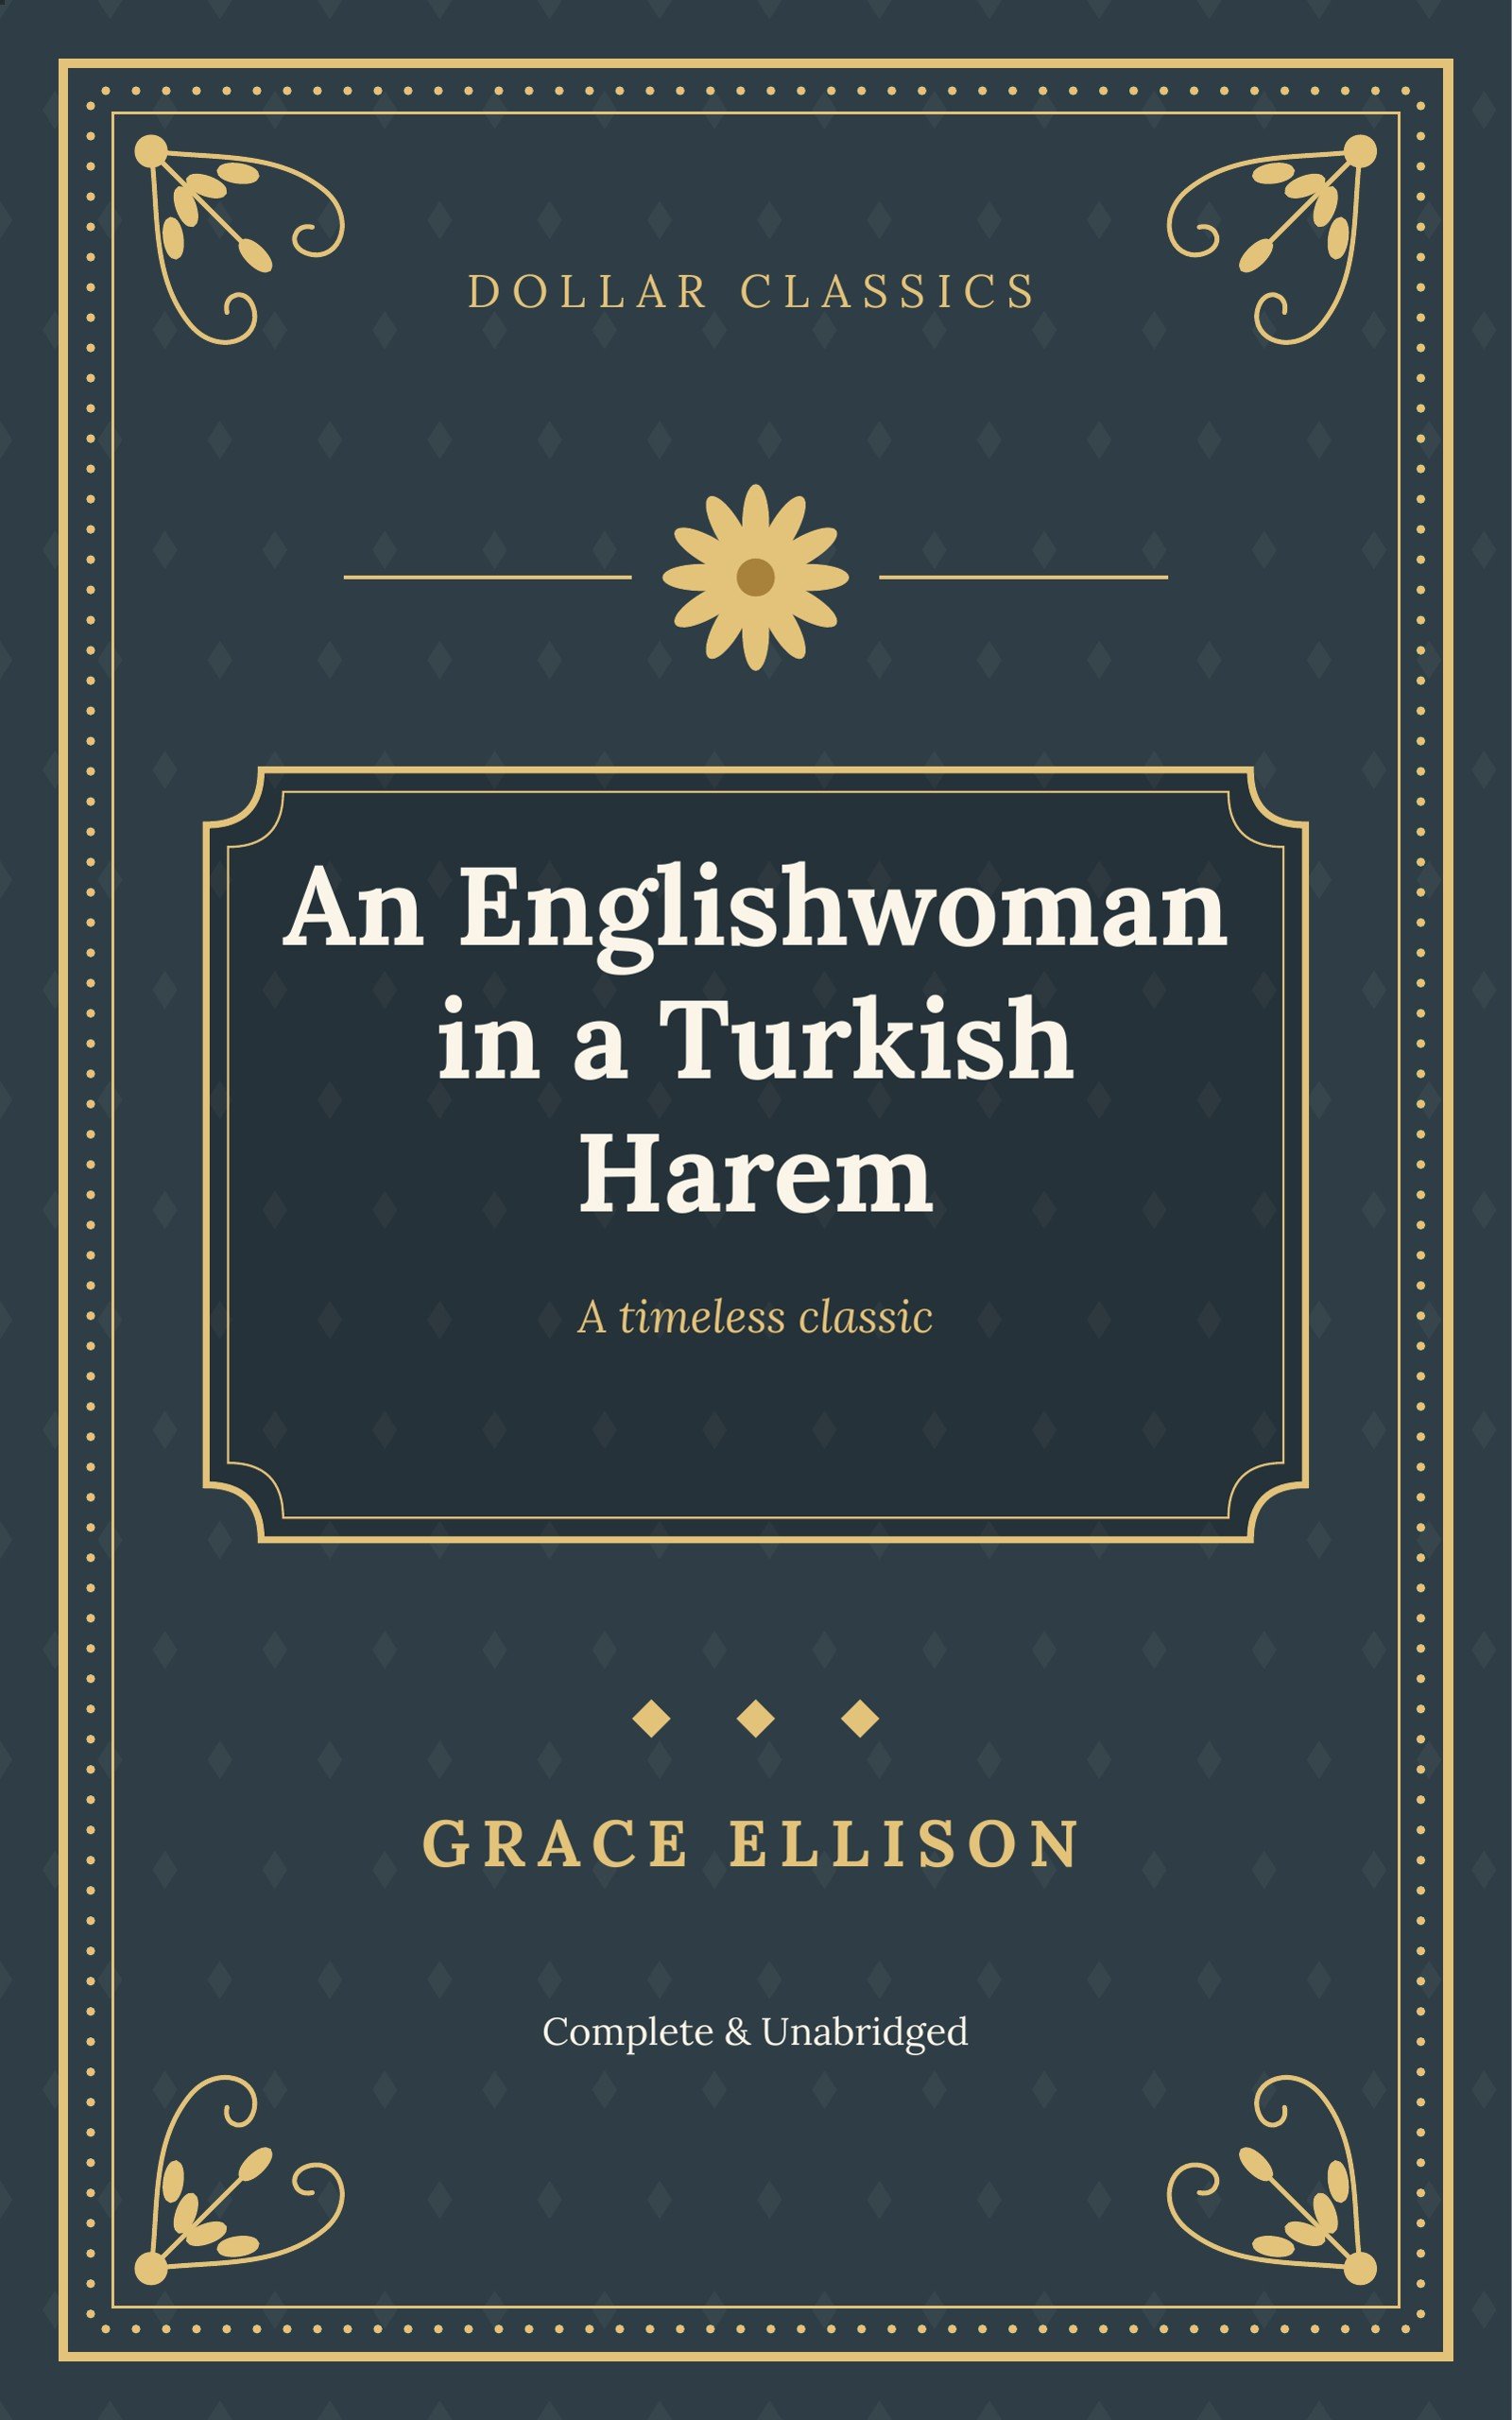 DOLLAR CLASSICS
An Englishwoman
in a Turkish
Harem
A timeless classic
GRACE ELLISON
Complete & Unabridged